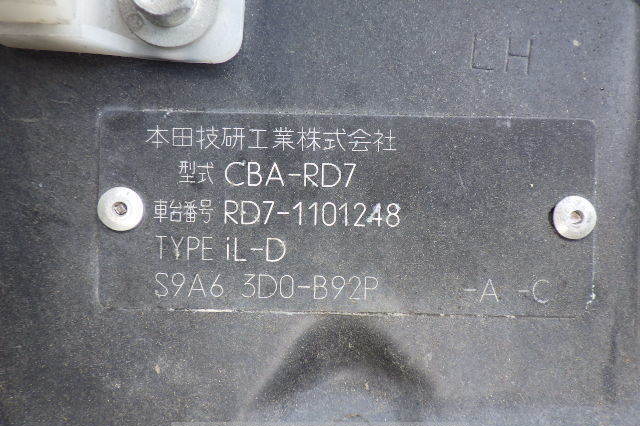 LH
本田技研工業株式会社
型式 CBA-RD7
車台番号 RD7-1101248
TYPE iL-D
S9A6 3D0-B92P -A -C